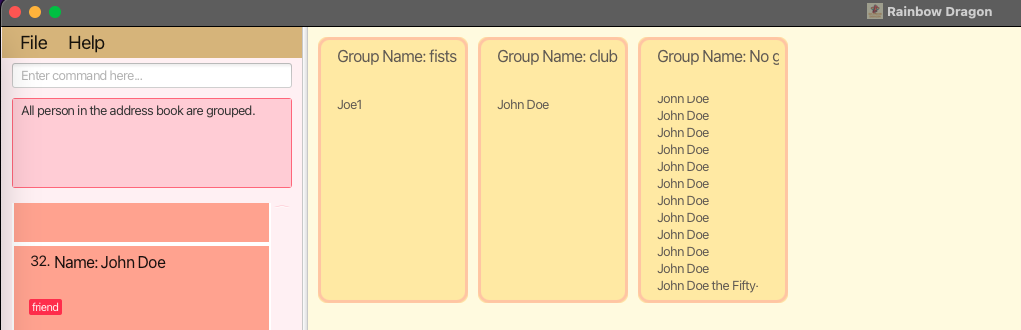 Rainbow Dragon
File Help
Enter command here...
All person in the address book are grouped.
32. Name: John Doe
friend
Group Name: fists
Joe1
Group Name: club
John Doe
Group Name: No g
John Doe
John Doe
John Doe
John Doe
John Doe
John Doe
John Doe
John Doe
John Doe
John Doe
John Doe
John Doe the Fifty-